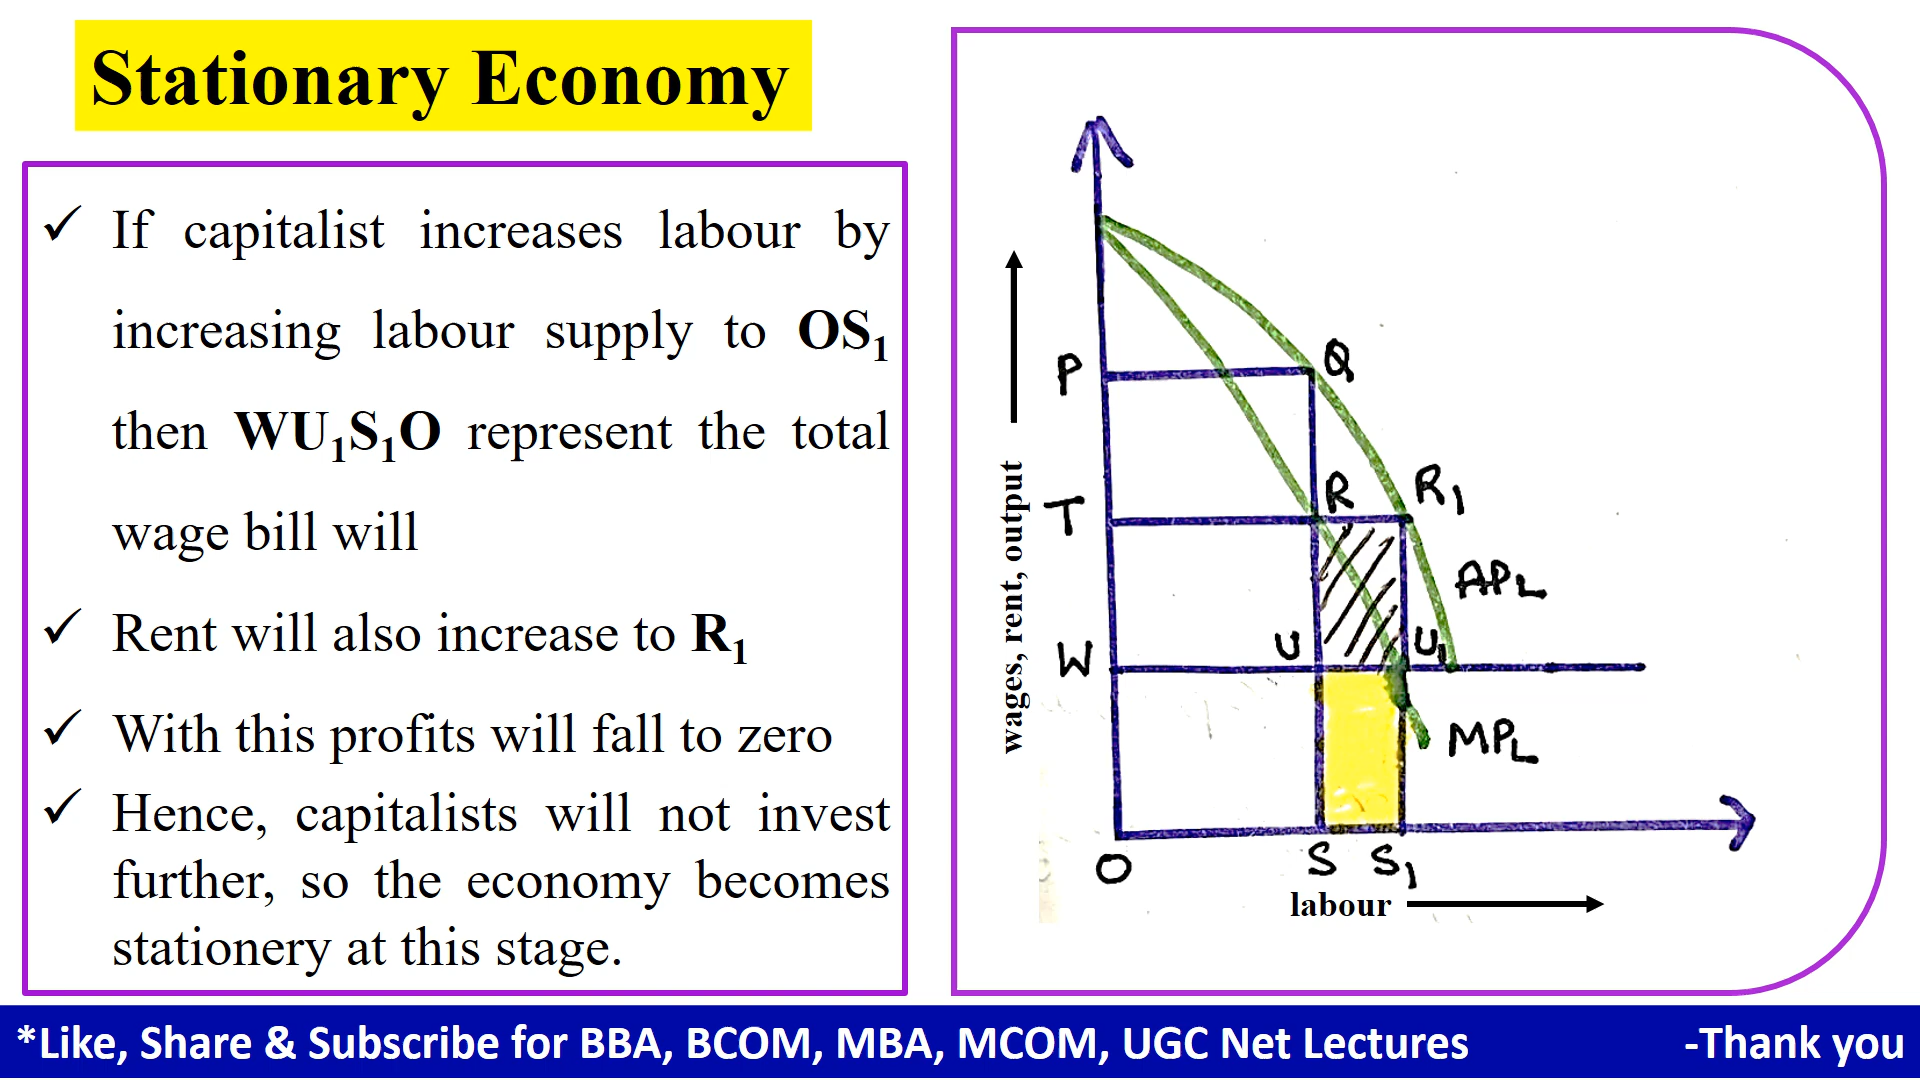 Stationary Economy
✓ If capitalist increases labour by
increasing labour supply to OS₁
then WU₁S₁O represent the total
wage bill will
✓ Rent will also increase to R₁
✓ With this profits will fall to zero
✓ Hence, capitalists will not invest
further, so the economy becomes
stationery at this stage.
wages, rent, output
P
Q
T
R
R₁
APL
W
U
U₁
MPL
O
S
S₁
labour
*Like, Share & Subscribe for BBA, BCOM, MBA, MCOM, UGC Net Lectures -Thank you